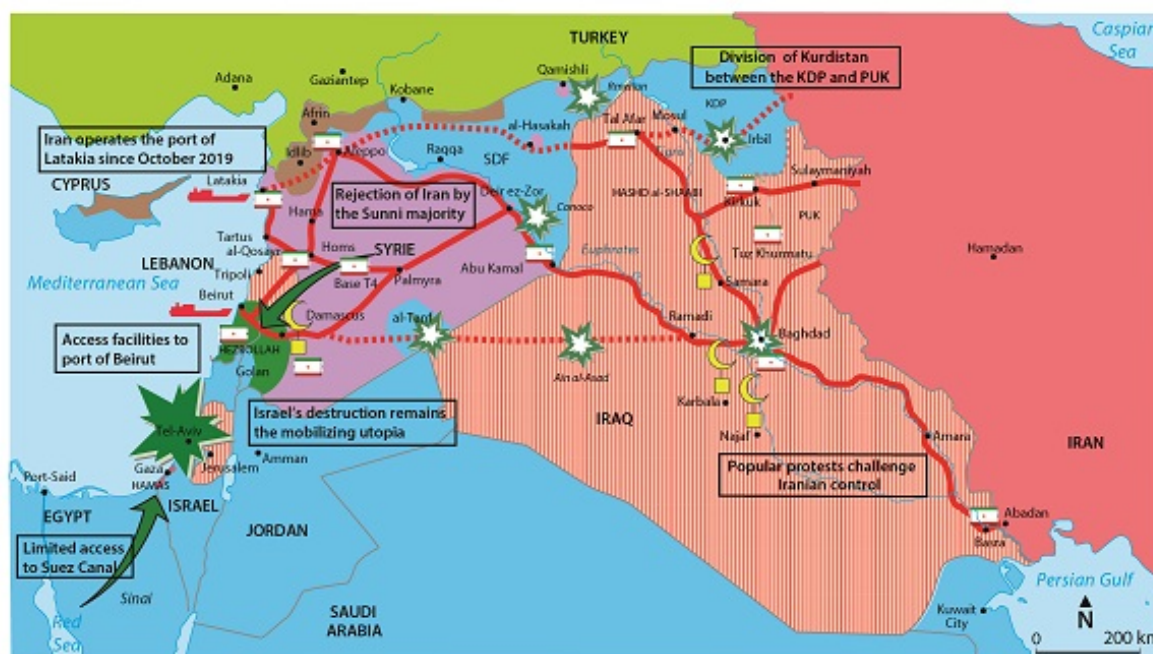 Caspian
Sea
TURKEY
Division of Kurdistan
between the KDP and PUK
Qamishli
Gaziantep
Adana
Kobane
Rmeilan
KDP
Afrin
Tal Afar
Mosul
Iran operates the port of
Latakia since October 2019
al-Hasakah
Irbil
Idlib
Aleppo
Raqqa
SDF
Tigris
CYPRUS
Latakia
Sulaymaniyah
Rejection of Iran by
the Sunni majority
Deir ez-Zor
HASHD al-SHAABI
Kirkuk
Hama
Conoco
PUK
Tartus
al-Qosayr
Homs
SYRIE
Euphrates
Tuz Khurmatu
Hamadan
LEBANON
Tripoli
Abu Kamal
Mediterranean Sea
Base T4
Palmyra
Samara
Beirut
Damascus
al-Tanf
Ramadi
Baghdad
Access facilities to
port of Beirut
HEZBOLLAH
Golan
Ain al-Asad
Karbala
Israel's destruction remains
the mobilizing utopia
IRAQ
Tel-Aviv
Najaf
Amara
IRAN
Gaza
HAMAS
Jerusalem
Amman
Popular protests challenge
Iranian control
Port-Said
ISRAEL
EGYPT
JORDAN
Abadan
Basra
Limited access
to Suez Canal
Persian Gulf
Sinai
SAUDI
ARABIA
Kuwait
City
N
Red
Sea
0 200 km